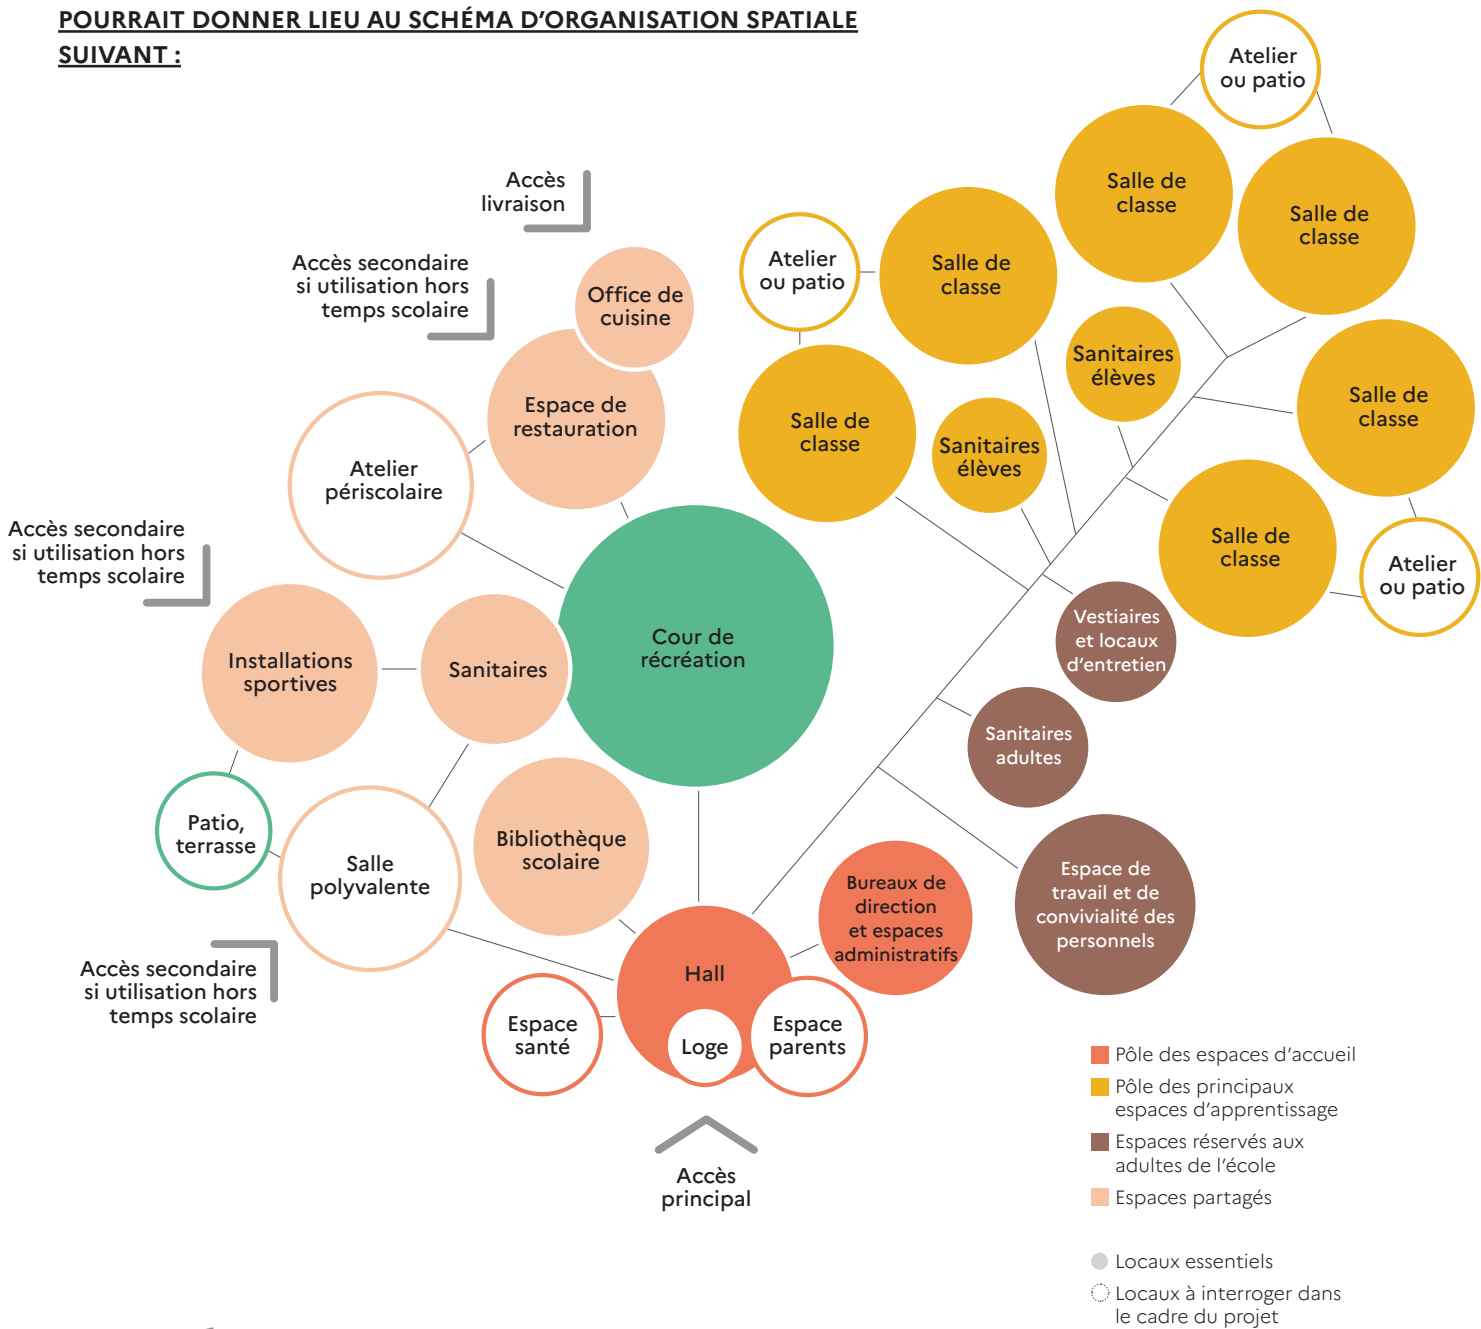 POURRAIT DONNER LIEU AU SCHÉMA D’ORGANISATION SPATIALE
SUIVANT :
Atelier
ou patio
Salle de
classe
Salle de
classe
Accès
livraison
Accès secondaire
si utilisation hors
temps scolaire
Office de
cuisine
Atelier
ou patio
Salle de
classe
Sanitaires
élèves
Espace de
restauration
Salle de
classe
Sanitaires
élèves
Salle de
classe
Atelier
périscolaire
Accès secondaire
si utilisation hors
temps scolaire
Salle de
classe
Atelier
ou patio
Cour de
récréation
Vestiaires
et locaux
d’entretien
Installations
sportives
Sanitaires
Sanitaires
adultes
Patio,
terrasse
Salle
polyvalente
Bibliothèque
scolaire
Bureaux de
direction
et espaces
administratifs
Espace de
travail et de
convivialité des
personnels
Accès secondaire
si utilisation hors
temps scolaire
Hall
Espace
santé
Loge
Espace
parents
Accès
principal
Pôle des espaces d’accueil
Pôle des principaux
espaces d’apprentissage
Espaces réservés aux
adultes de l’école
Espaces partagés
Locaux essentiels
Locaux à interroger dans
le cadre du projet